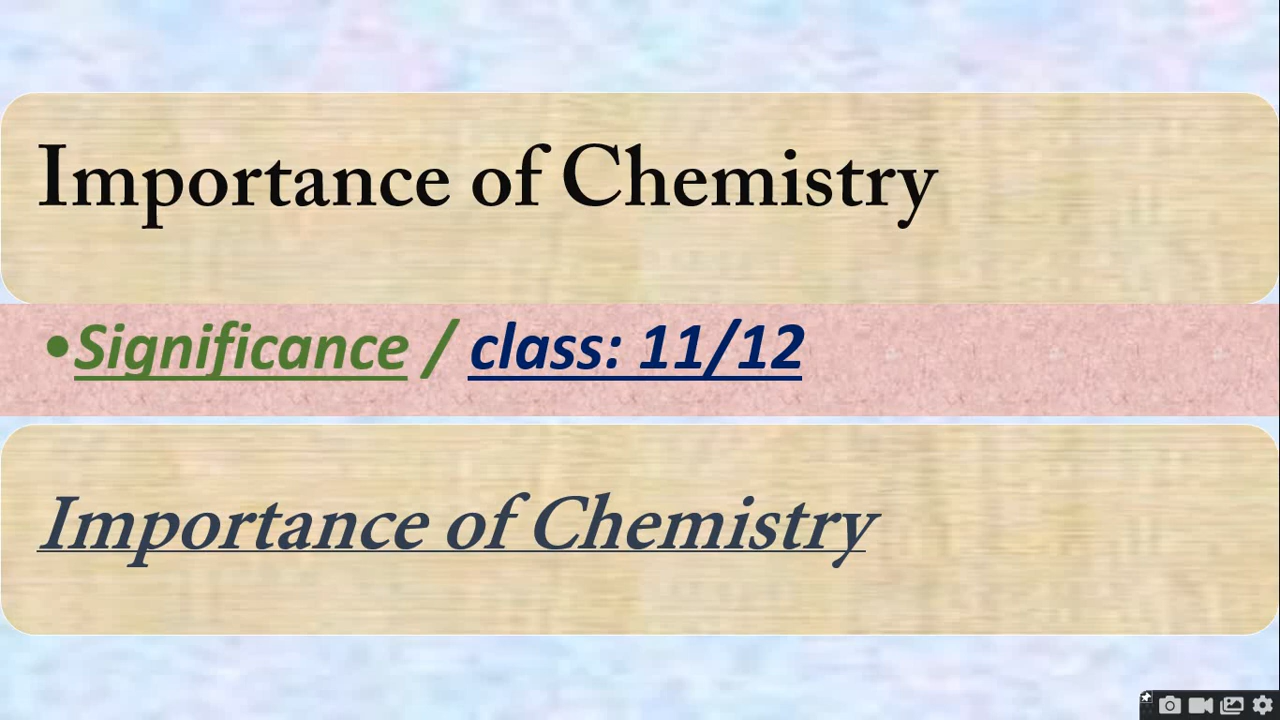 Importance of Chemistry
•Significance / class: 11/12
Importance of Chemistry